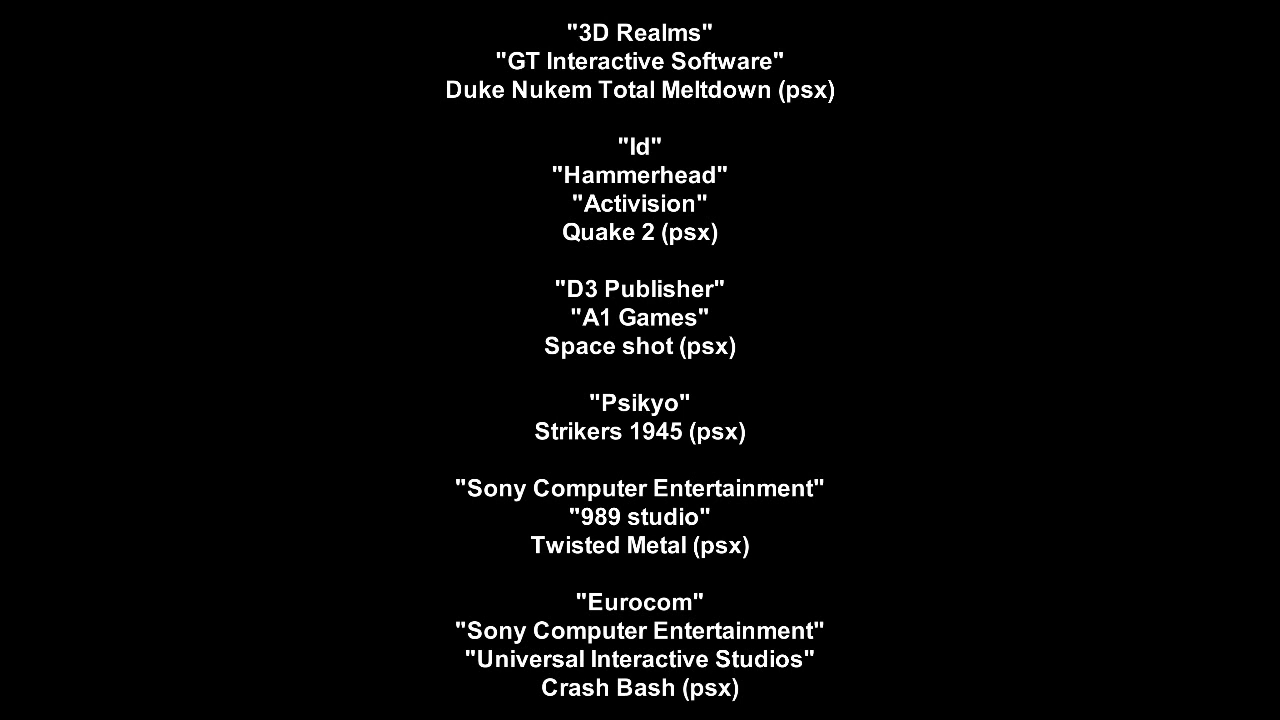 "3D Realms"
"GT Interactive Software"
Duke Nukem Total Meltdown (psx)
"Id"
"Hammerhead"
"Activision"
Quake 2 (psx)
"D3 Publisher"
"A1 Games"
Space shot (psx)
"Psikyo"
Strikers 1945 (psx)
"Sony Computer Entertainment"
"989 studio"
Twisted Metal (psx)
"Eurocom"
"Sony Computer Entertainment"
"Universal Interactive Studios"
Crash Bash (psx)